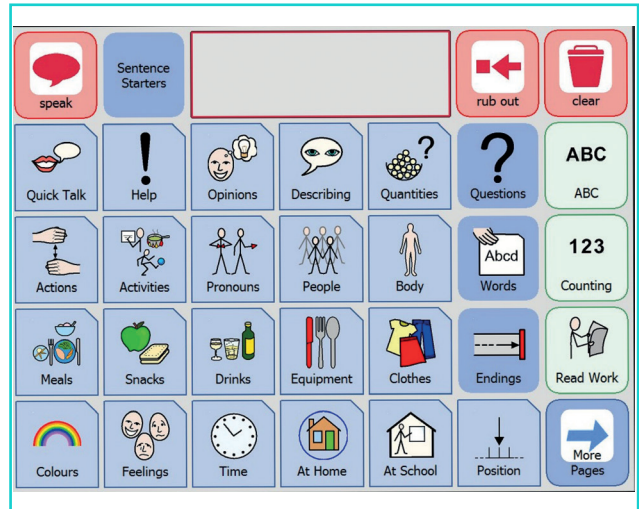 speak
Sentence
Starters
rub out
clear
Quick Talk
Help
Opinions
Describing
Quantities
Questions
ABC
ABC
Actions
Activities
Pronouns
People
Body
Abcd
Words
123
Counting
Meals
Snacks
Drinks
Equipment
Clothes
Endings
Read Work
Colours
Feelings
Time
At Home
At School
Position
More
Pages